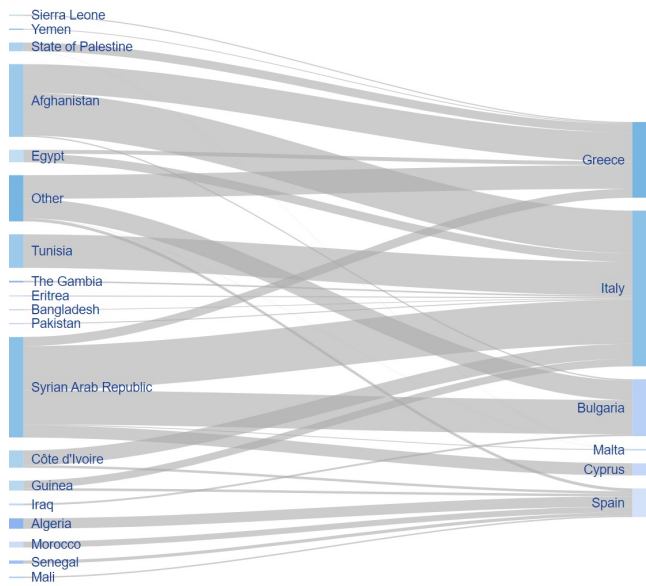 Sierra Leone
Yemen
State of Palestine
Afghanistan
Egypt
Other
Tunisia
The Gambia
Eritrea
Bangladesh
Pakistan
Syrian Arab Republic
Côte d'Ivoire
Guinea
Iraq
Algeria
Morocco
Senegal
Mali
Greece
Italy
Bulgaria
Malta
Cyprus
Spain